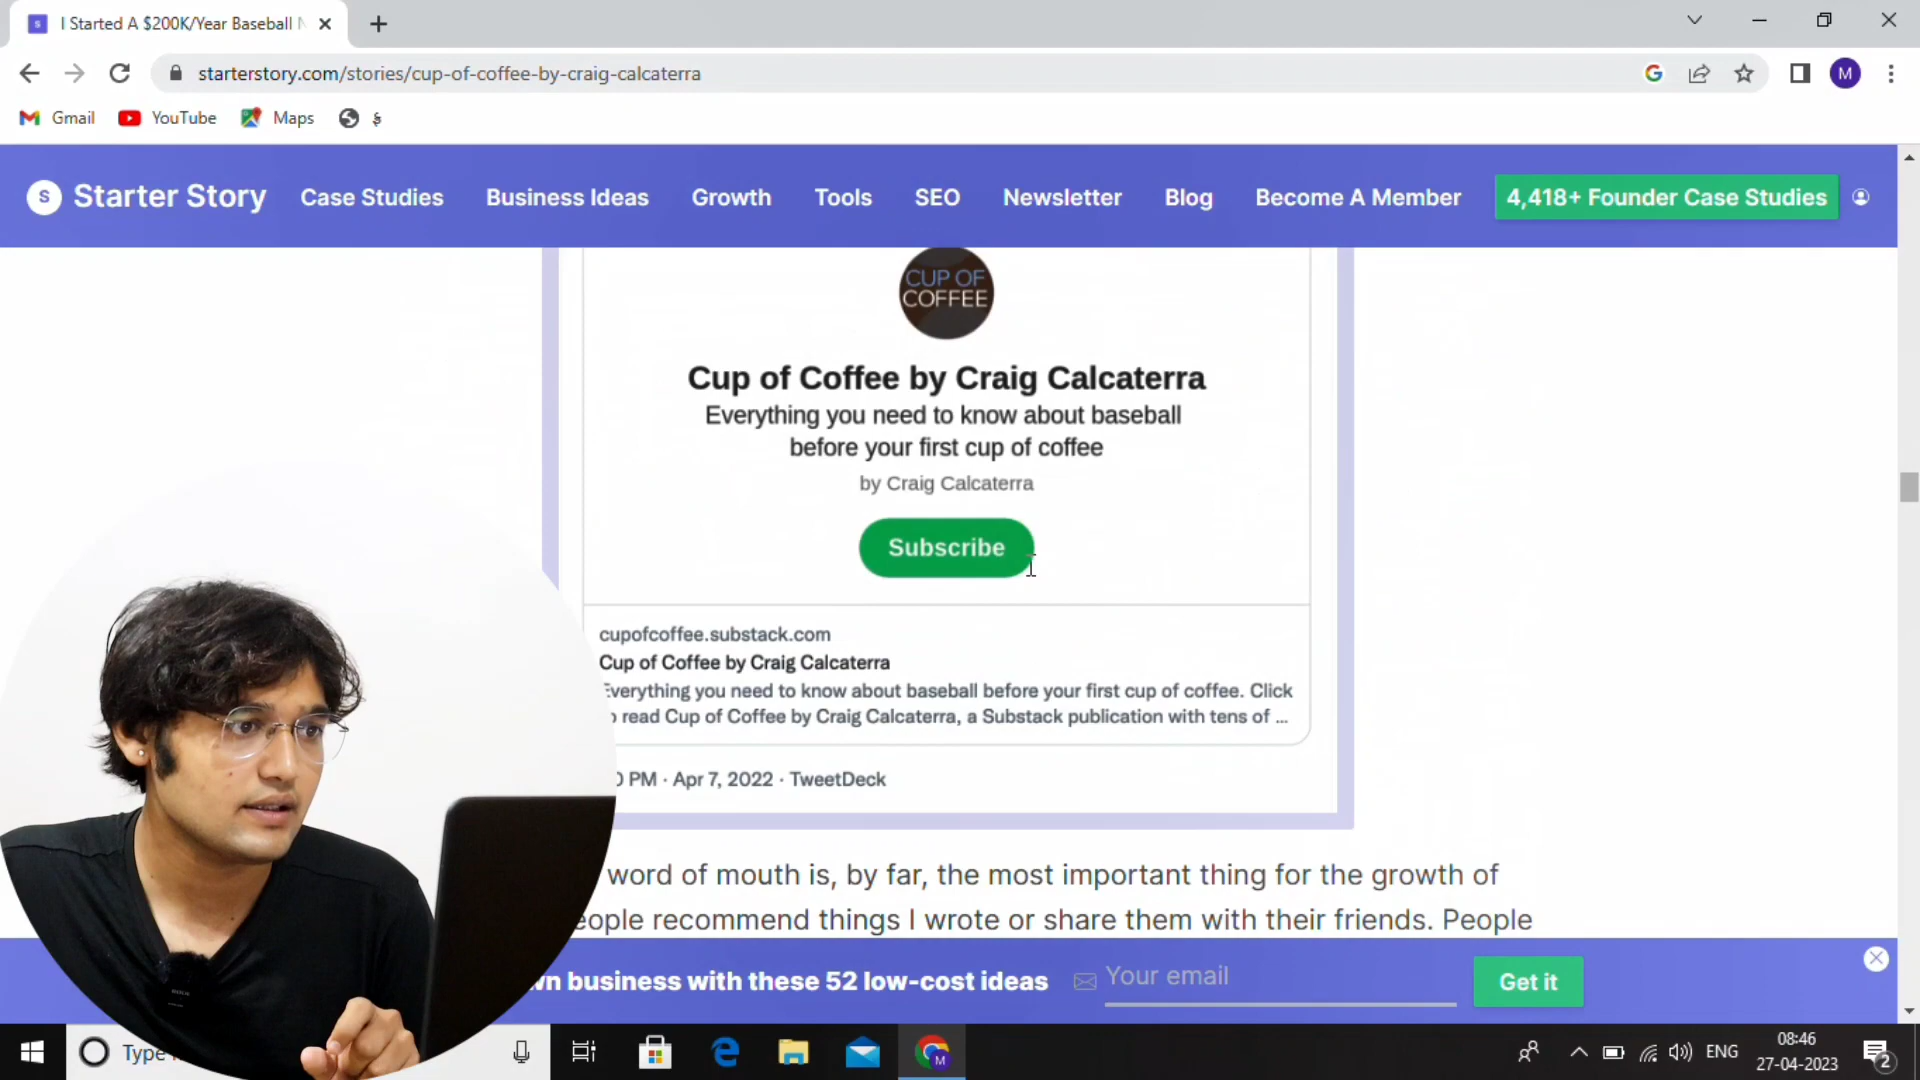 I Started A $200K/Year Baseball
starterstory.com/stories/cup-of-coffee-by-craig-calcaterra
M
Gmail
YouTube
Maps
S Starter Story
Case Studies
Business Ideas
Growth
Tools
SEO
Newsletter
Blog
Become A Member
4,418+ Founder Case Studies
CUP OF
COFFEE
Cup of Coffee by Craig Calcaterra
Everything you need to know about baseball
before your first cup of coffee
by Craig Calcaterra
Subscribe
cupofcoffee.substack.com
Cup of Coffee by Craig Calcaterra
Everything you need to know about baseball before your first cup of coffee. Click
read Cup of Coffee by Craig Calcaterra, a Substack publication with tens of ...
PM · Apr 7, 2022 · TweetDeck
word of mouth is, by far, the most important thing for the growth of
eople recommend things I wrote or share them with their friends. People
wn business with these 52 low-cost ideas
Your email
Get it
Type
M
ENG
08:46
27-04-2023
2